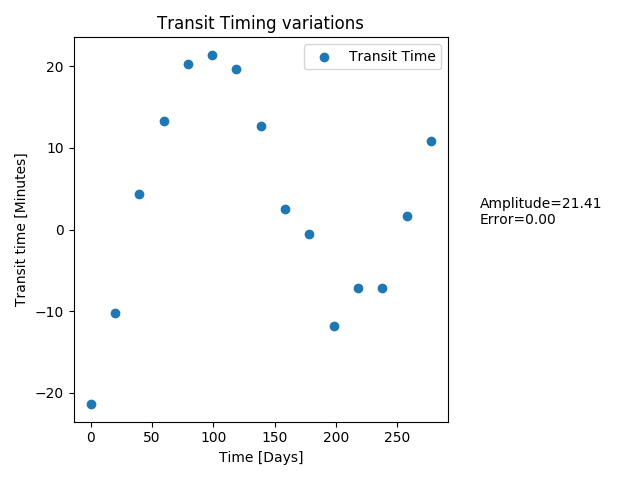 Transit Timing variations
Transit Time
Transit time [Minutes]
20
10
0
−10
−20
0
50
100
150
200
250
Time [Days]
Amplitude=21.41
Error=0.00